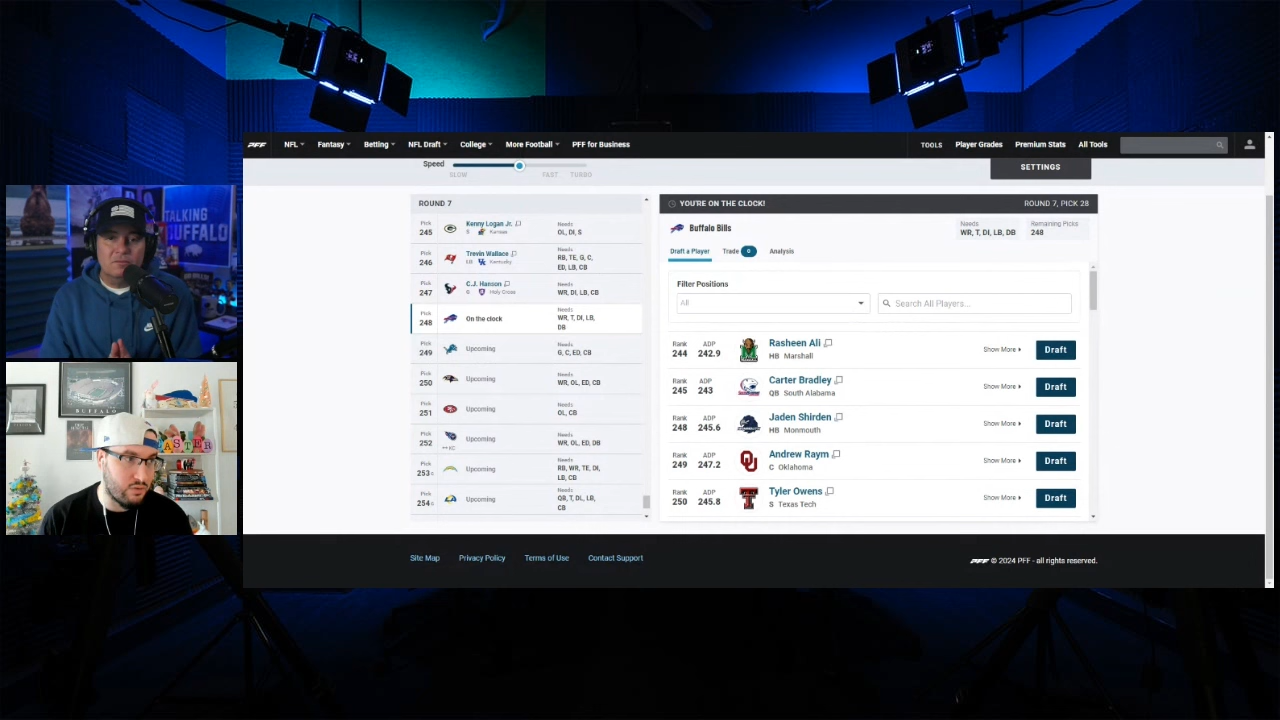 PFF NFL Fantasy Betting NFL Draft College More Football PFF for Business TOOLS Player Grades Premium Stats All Tools
Speed
SLOW FAST TURBO
SETTINGS
ROUND 7
Pick 245 Kenny Logan Jr. S Kansas Needs OL, DI, S
Pick 246 Trevin Wallace LB Kentucky Needs RB, TE, G, C, ED, LB, CB
Pick 247 C.J. Hanson G Holy Cross Needs WR, DI, LB, CB
Pick 248 On the clock Needs WR, T, DI, LB, DB
Pick 249 Upcoming Needs G, C, ED, CB
Pick 250 Upcoming Needs WR, OL, ED, CB
Pick 251 Upcoming Needs OL, CB
Pick 252 Upcoming Needs WR, OL, ED, DB
Pick 253 C Upcoming Needs RB, WR, TE, DI, LB, CB
Pick 254 C Upcoming Needs QB, T, DL, LB, CB
YOU'RE ON THE CLOCK! ROUND 7, PICK 28
Buffalo Bills
Needs
WR, T, DI, LB, DB
Remaining Picks
248
Draft a Player Trade 0 Analysis
Filter Positions
All
Search All Players...
Rank 244 ADP 242.9 Rasheen Ali HB Marshall Show More Draft
Rank 245 ADP 243 Carter Bradley QB South Alabama Show More Draft
Rank 248 ADP 245.6 Jaden Shirden HB Monmouth Show More Draft
Rank 249 ADP 247.2 Andrew Raym C Oklahoma Show More Draft
Rank 250 ADP 245.8 Tyler Owens S Texas Tech Show More Draft
Site Map Privacy Policy Terms of Use Contact Support
PFF © 2024 PFF - all rights reserved.
TALKING
BUFFALO
BUFFALO